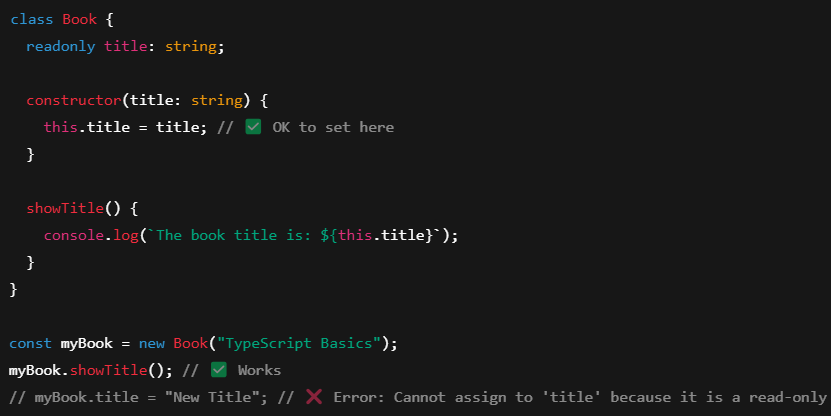 class Book {
  readonly title: string;

  constructor(title: string) {
    this.title = title; // ✅ OK to set here
  }

  showTitle() {
    console.log(`The book title is: ${this.title}`);
  }
}

const myBook = new Book("TypeScript Basics");
myBook.showTitle(); // ✅ Works
// myBook.title = "New Title"; // ❌ Error: Cannot assign to 'title' because it is a read-only